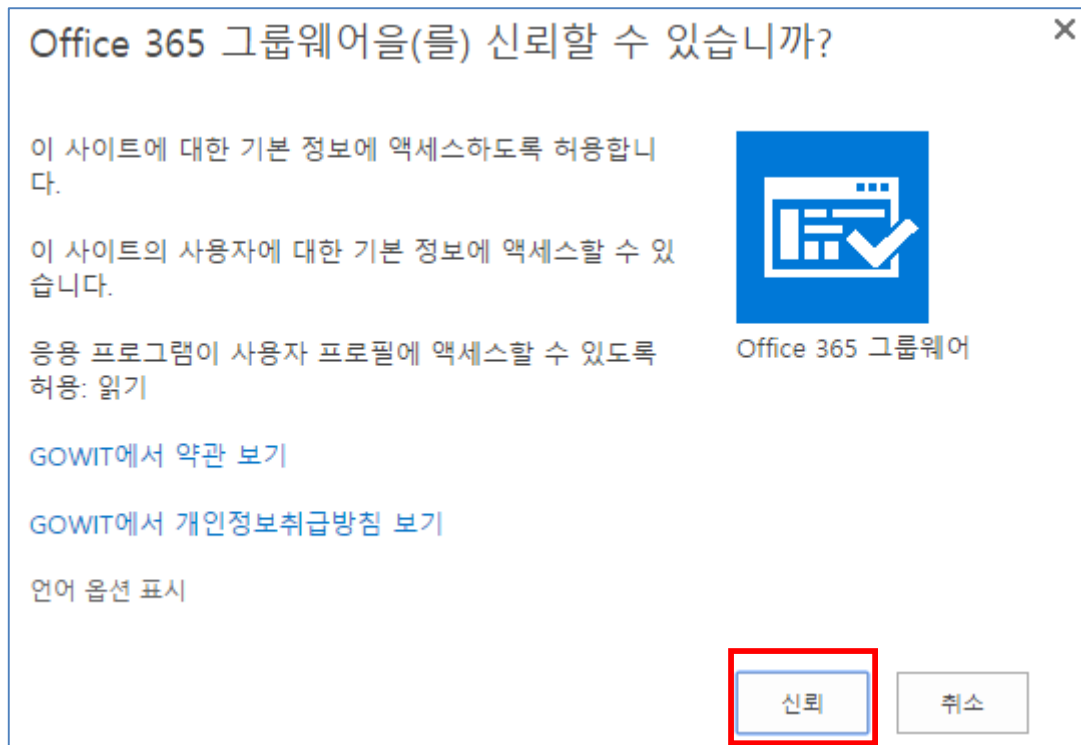 Office 365 그룹웨어을(를) 신뢰할 수 있습니까?
이 사이트에 대한 기본 정보에 액세스하도록 허용합니
다.
이 사이트의 사용자에 대한 기본 정보에 액세스할 수 있
습니다.
응용 프로그램이 사용자 프로필에 액세스할 수 있도록
허용: 읽기
GOWIT에서 약관 보기
GOWIT에서 개인정보취급방침 보기
언어 옵션 표시
Office 365 그룹웨어
신뢰
취소